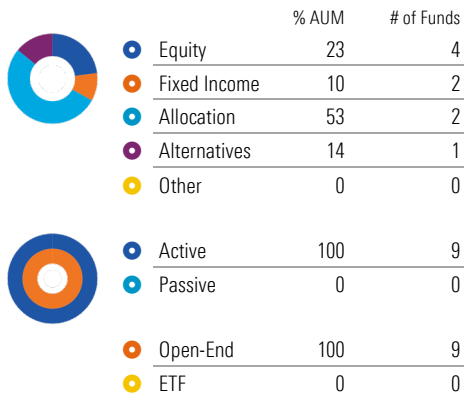 % AUM # of Funds
Equity 23 4
Fixed Income 10 2
Allocation 53 2
Alternatives 14 1
Other 0 0
Active 100 9
Passive 0 0
Open-End 100 9
ETF 0 0